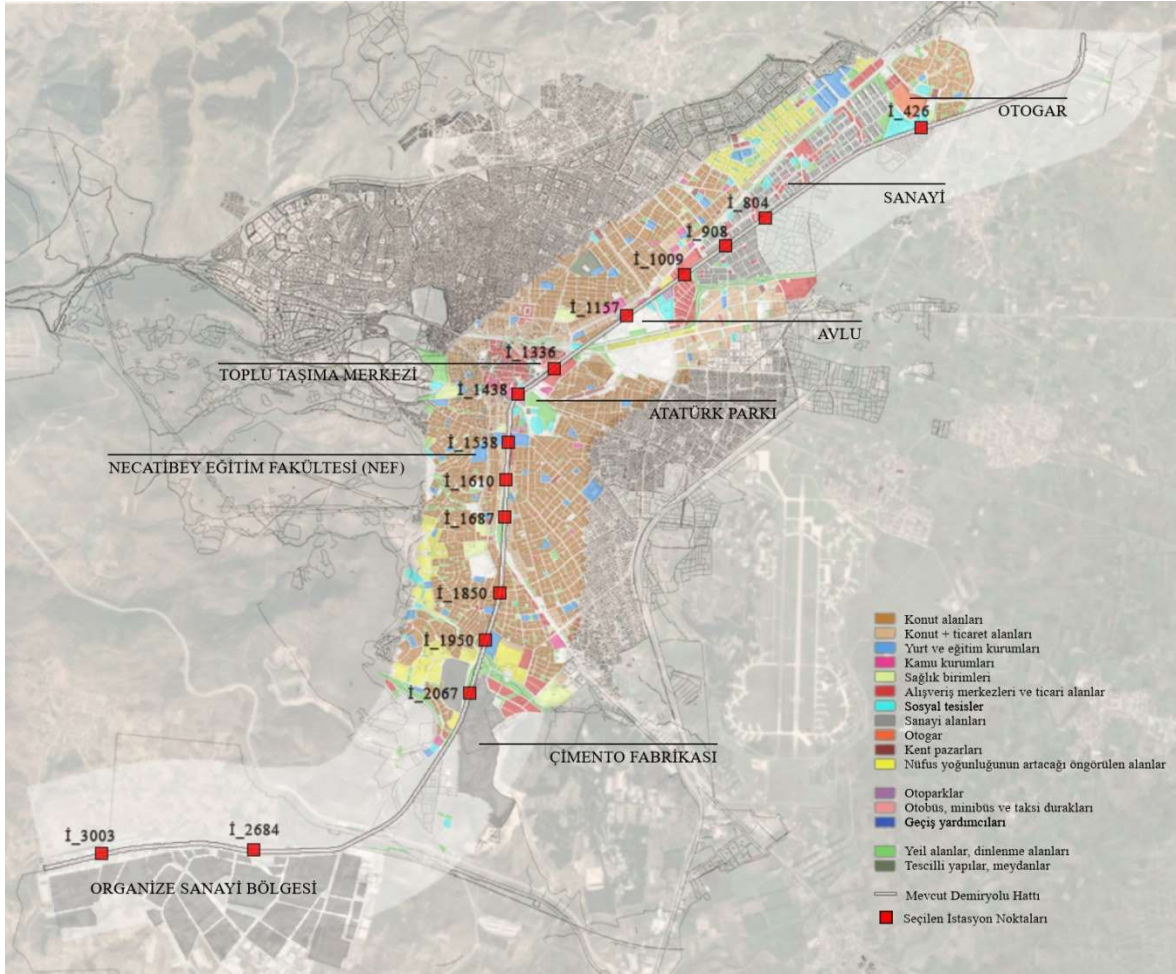 İ_426
OTOGAR
SANAYİ
İ_804
İ_908
İ_1009
İ_1157
AVLU
İ_1336
TOPLU TAŞIMA MERKEZİ
İ_1438
ATATÜRK PARKI
İ_1538
NECATİBEY EĞİTİM FAKÜLTESİ (NEF)
İ_1610
İ_1687
İ_1850
İ_1950
İ_2067
ÇİMENTO FABRİKASI
İ_3003
İ_2684
ORGANİZE SANAYİ BÖLGESİ
Konut alanları
Konut + ticaret alanları
Yurt ve eğitim kurumları
Kamu kurumları
Sağlık birimleri
Alışveriş merkezleri ve ticari alanlar
Sosyal tesisler
Sanayi alanları
Otogar
Kent pazarları
Nüfus yoğunluğunun artacağı öngörülen alanlar
Otoparklar
Otobüs, minibüs ve taksi durakları
Geçiş yardımcıları
Yeil alanlar, dinlenme alanları
Tescilli yapılar, meydanlar
Mevcut Demiryolu Hattı
Seçilen İstasyon Noktaları